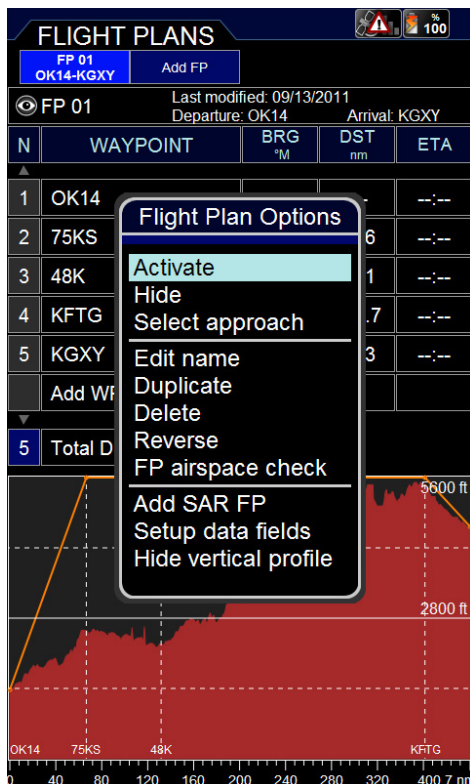 FLIGHT PLANS
% 100
FP 01
OK14-KGXY
Add FP
FP 01
Last modified: 09/13/2011
Departure: OK14 Arrival: KGXY
N WAYPOINT BRG °M DST nm ETA
1 OK14 - --:--
2 75KS 6 --:--
3 48K 1 --:--
4 KFTG .7 --:--
5 KGXY 3 --:--
Add WP
5 Total D
Flight Plan Options
Activate
Hide
Select approach
Edit name
Duplicate
Delete
Reverse
FP airspace check
Add SAR FP
Setup data fields
Hide vertical profile
5600 ft
2800 ft
OK14 75KS 48K KFTG
0 40 80 120 160 200 240 280 320 400.7 nm